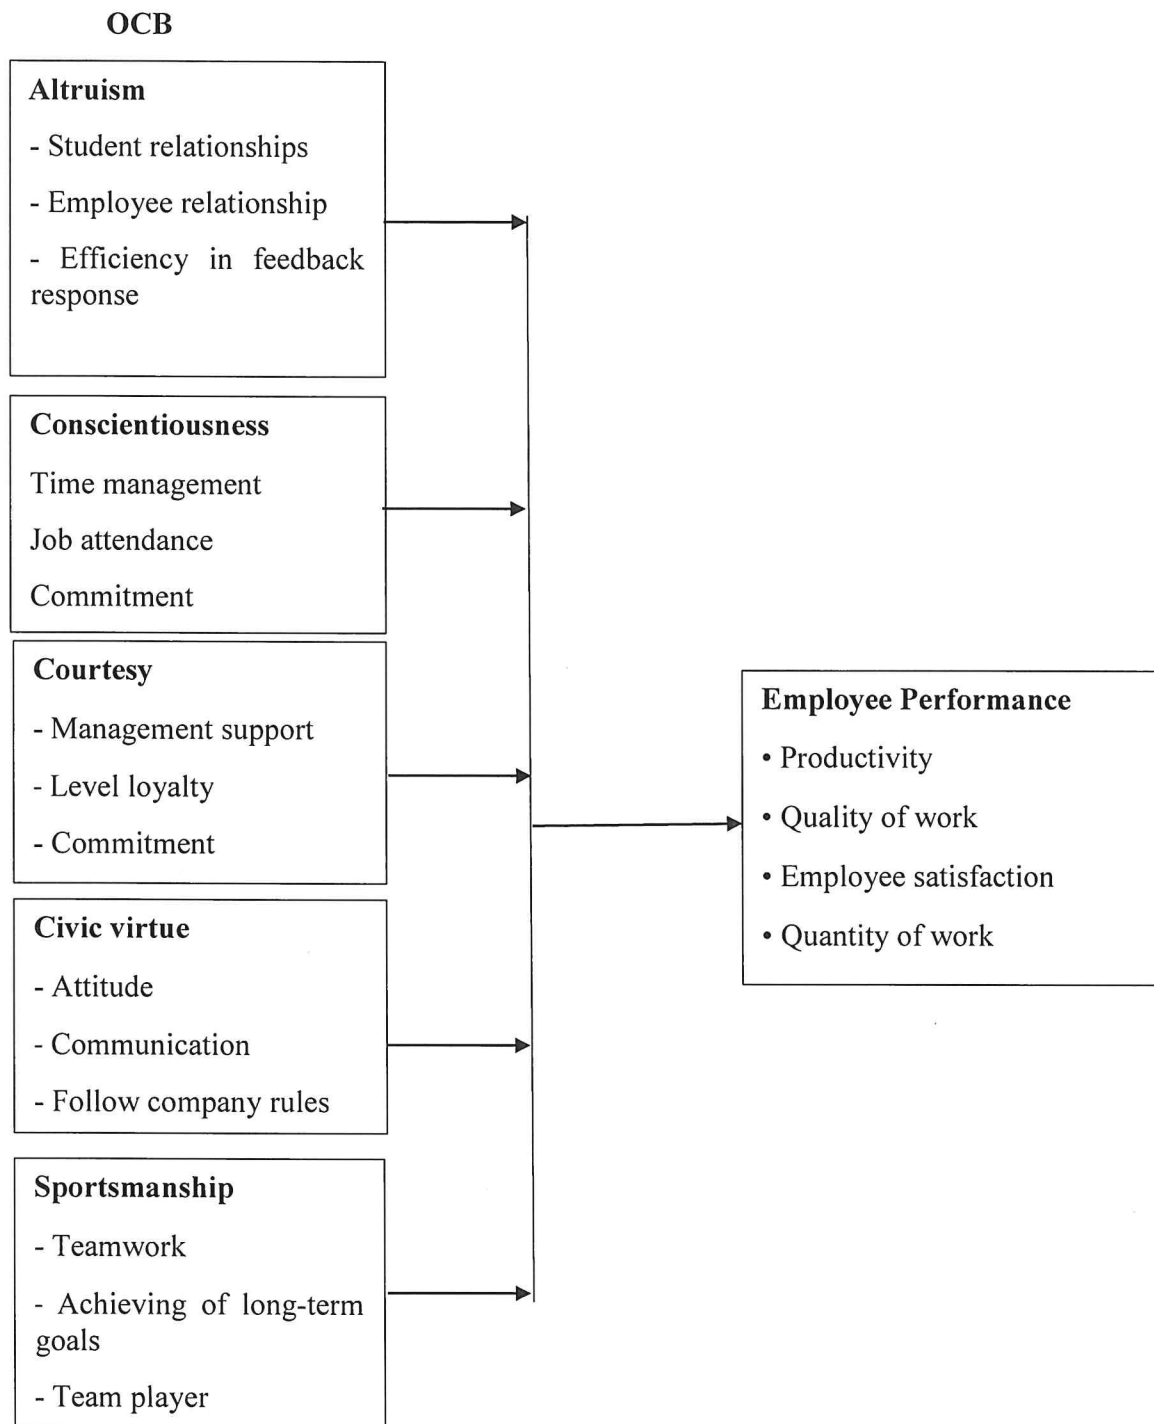 OCB
Altruism
- Student relationships
- Employee relationship
- Efficiency in feedback
response
Conscientiousness
Time management
Job attendance
Commitment
Courtesy
- Management support
- Level loyalty
- Commitment
Civic virtue
- Attitude
- Communication
- Follow company rules
Sportsmanship
- Teamwork
- Achieving of long-term
goals
- Team player
Employee Performance
• Productivity
• Quality of work
• Employee satisfaction
• Quantity of work